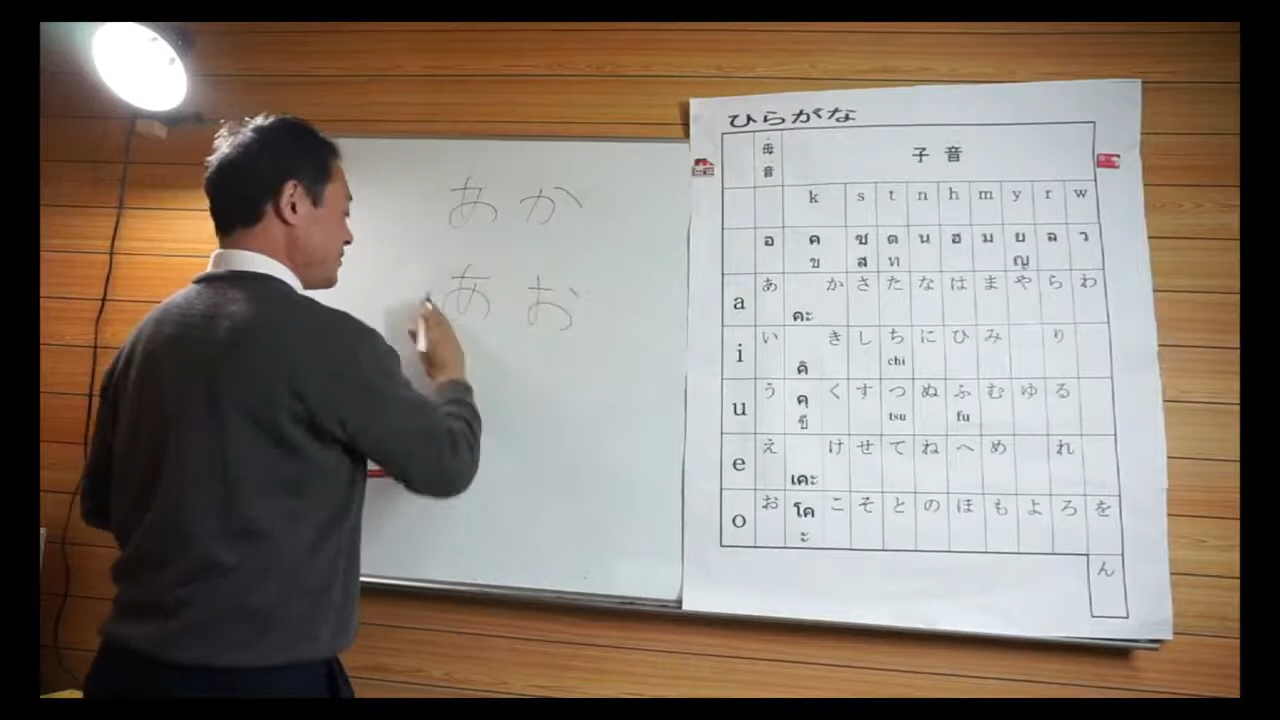 あか
あお
ひらがな
母音 子音
k s t n h m y r w
อ ค ข ช ส ด ท น ฮ ม ย ญ ล ว
a あ คะ か さ た な は ま や ら わ
i い คิ き し ち chi に ひ み り
u う คุ ขึ く す つ tsu ぬ ふ fu む ゆ る
e え เคะ け せ て ね へ め れ
o お โคะ こ そ と の ほ も よ ろ を
ん